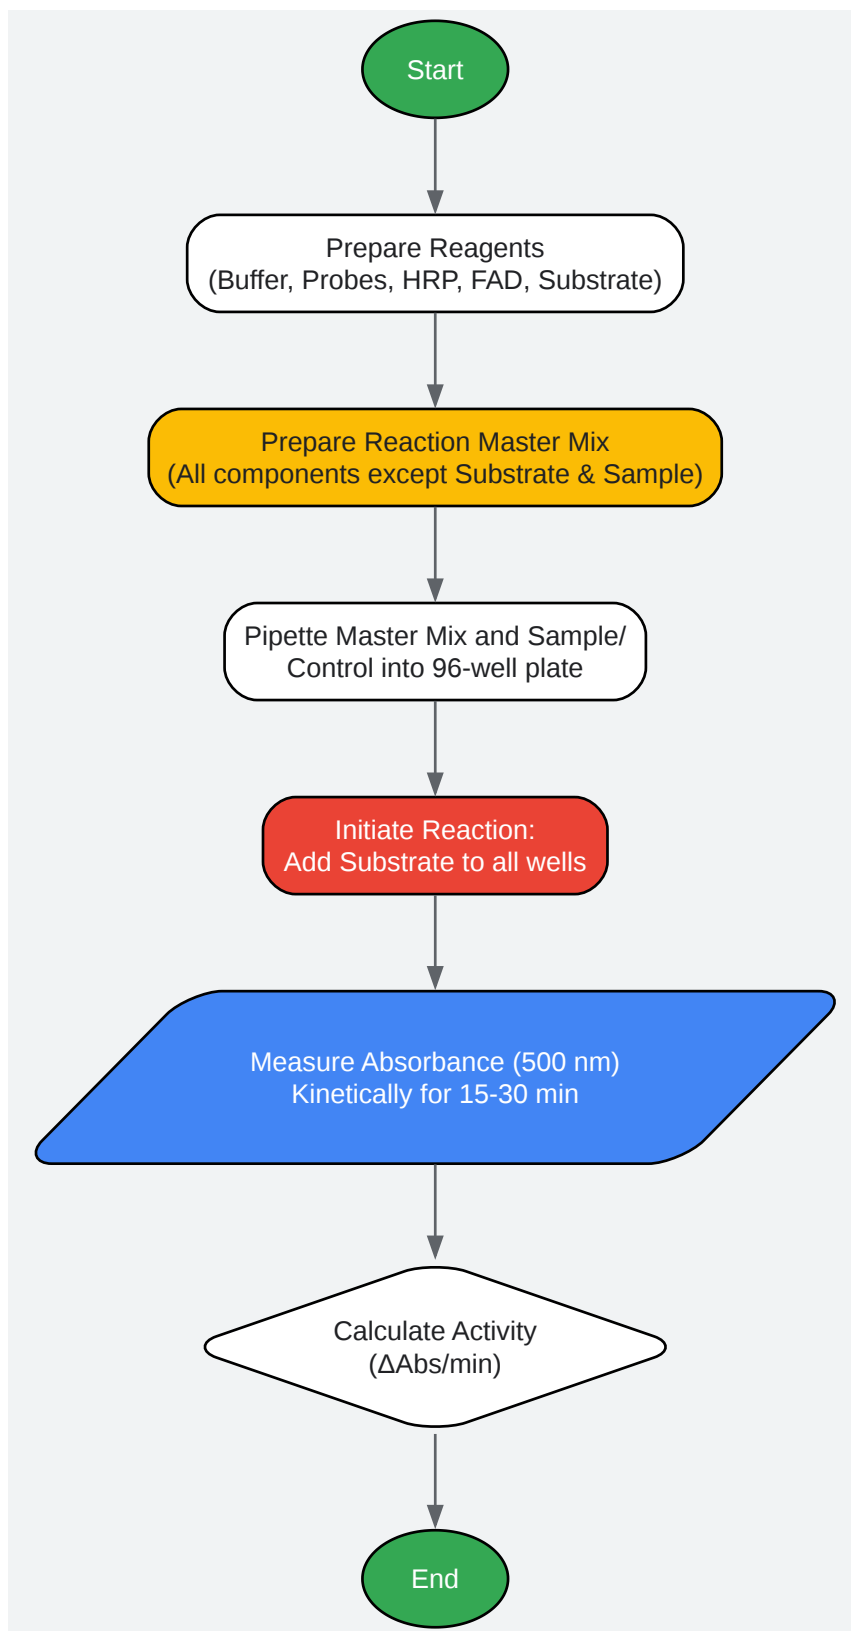 Start
Prepare Reagents
(Buffer, Probes, HRP, FAD, Substrate)
Prepare Reaction Master Mix
(All components except Substrate & Sample)
Pipette Master Mix and Sample/
Control into 96-well plate
Initiate Reaction:
Add Substrate to all wells
Measure Absorbance (500 nm)
Kinetically for 15-30 min
Calculate Activity
(ΔAbs/min)
End